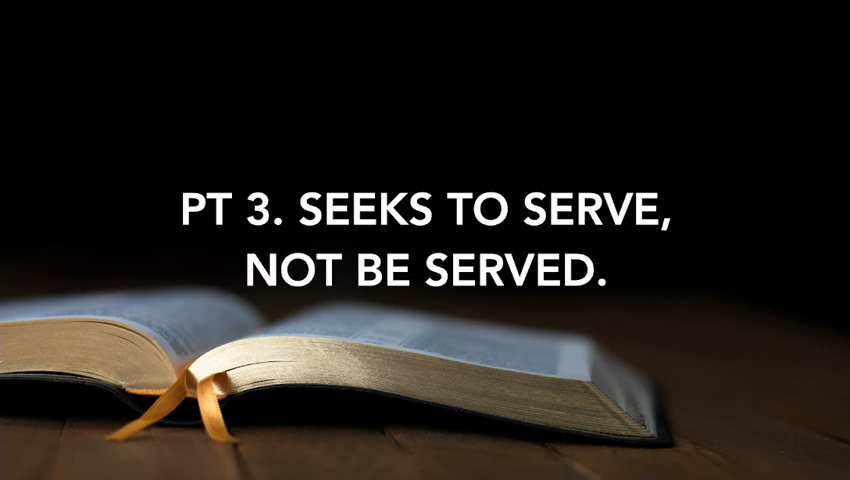 PT 3. SEEKS TO SERVE,
NOT BE SERVED.